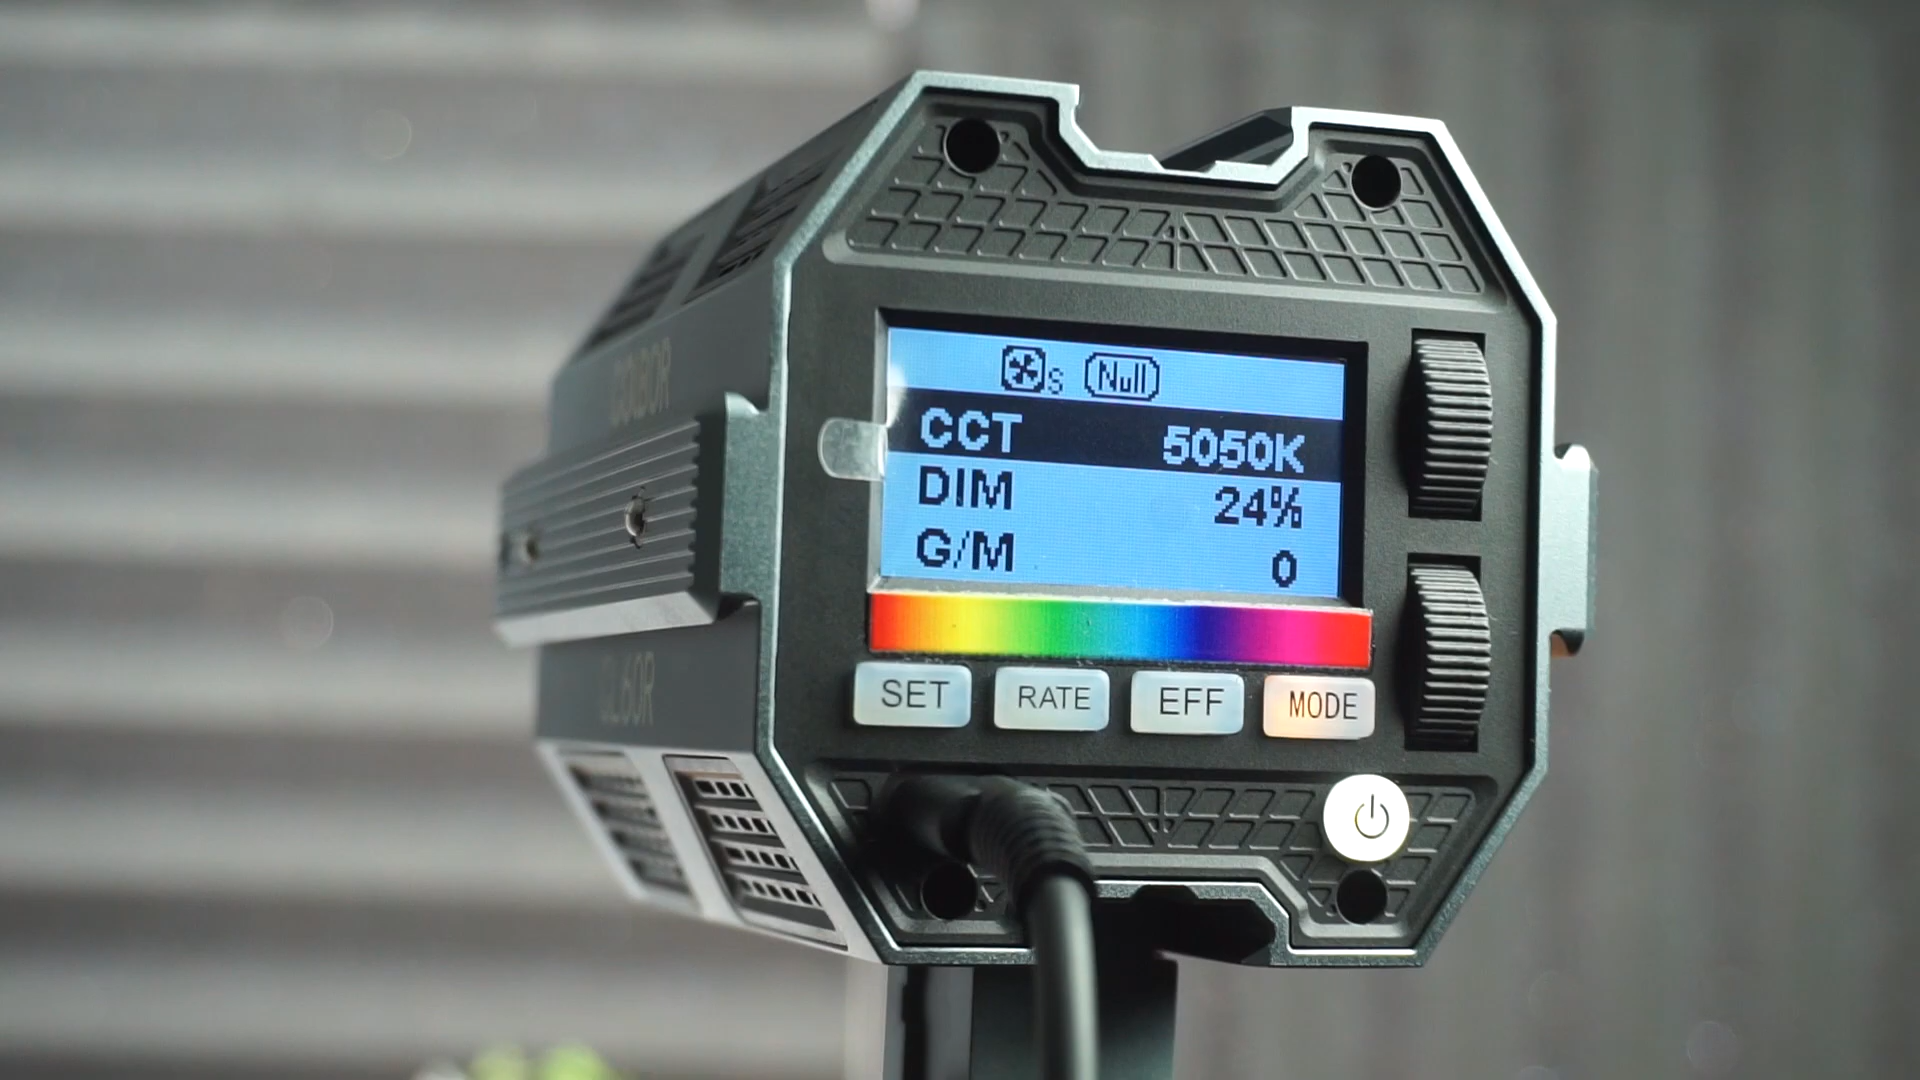 S Null
CCT 5050K
DIM 24%
G/M 0
SET RATE EFF MODE